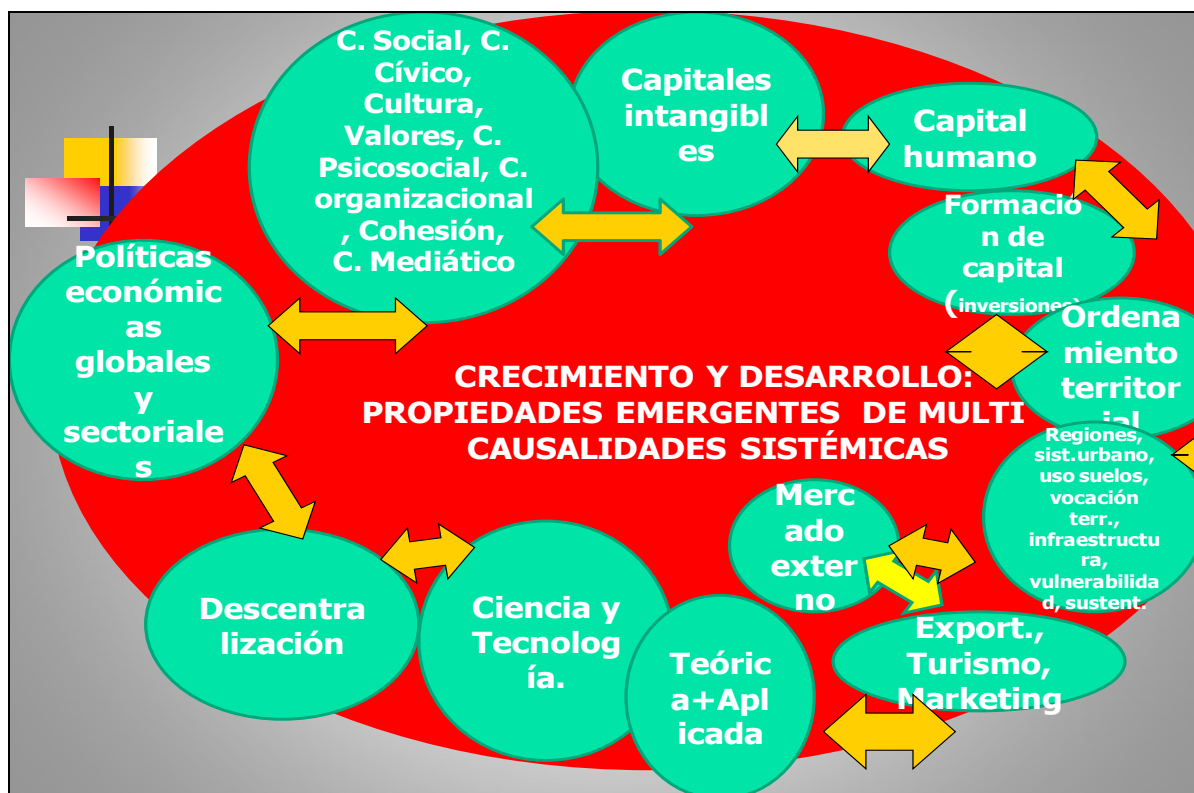 C. Social, C.
Cívico,
Cultura,
Valores, C.
Psicosocial, C.
organizacional
, Cohesión,
C. Mediático
Capitales
intangibl
es
Capital
humano
Formació
n de
capital
(inversiones)
Ordena
miento
territor
ial
Regiones,
sist.urbano,
uso suelos,
vocación
terr.,
infraestructu
ra,
vulnerabilida
d, sustent.
Políticas
económic
as
globales
y
sectoriale
s
CRECIMIENTO Y DESARROLLO:
PROPIEDADES EMERGENTES DE MULTI
CAUSALIDADES SISTÉMICAS
Merc
ado
exter
no
Export.,
Turismo,
Marketing
Descentra
lización
Ciencia y
Tecnolog
ía.
Teóric
a+Apl
icada